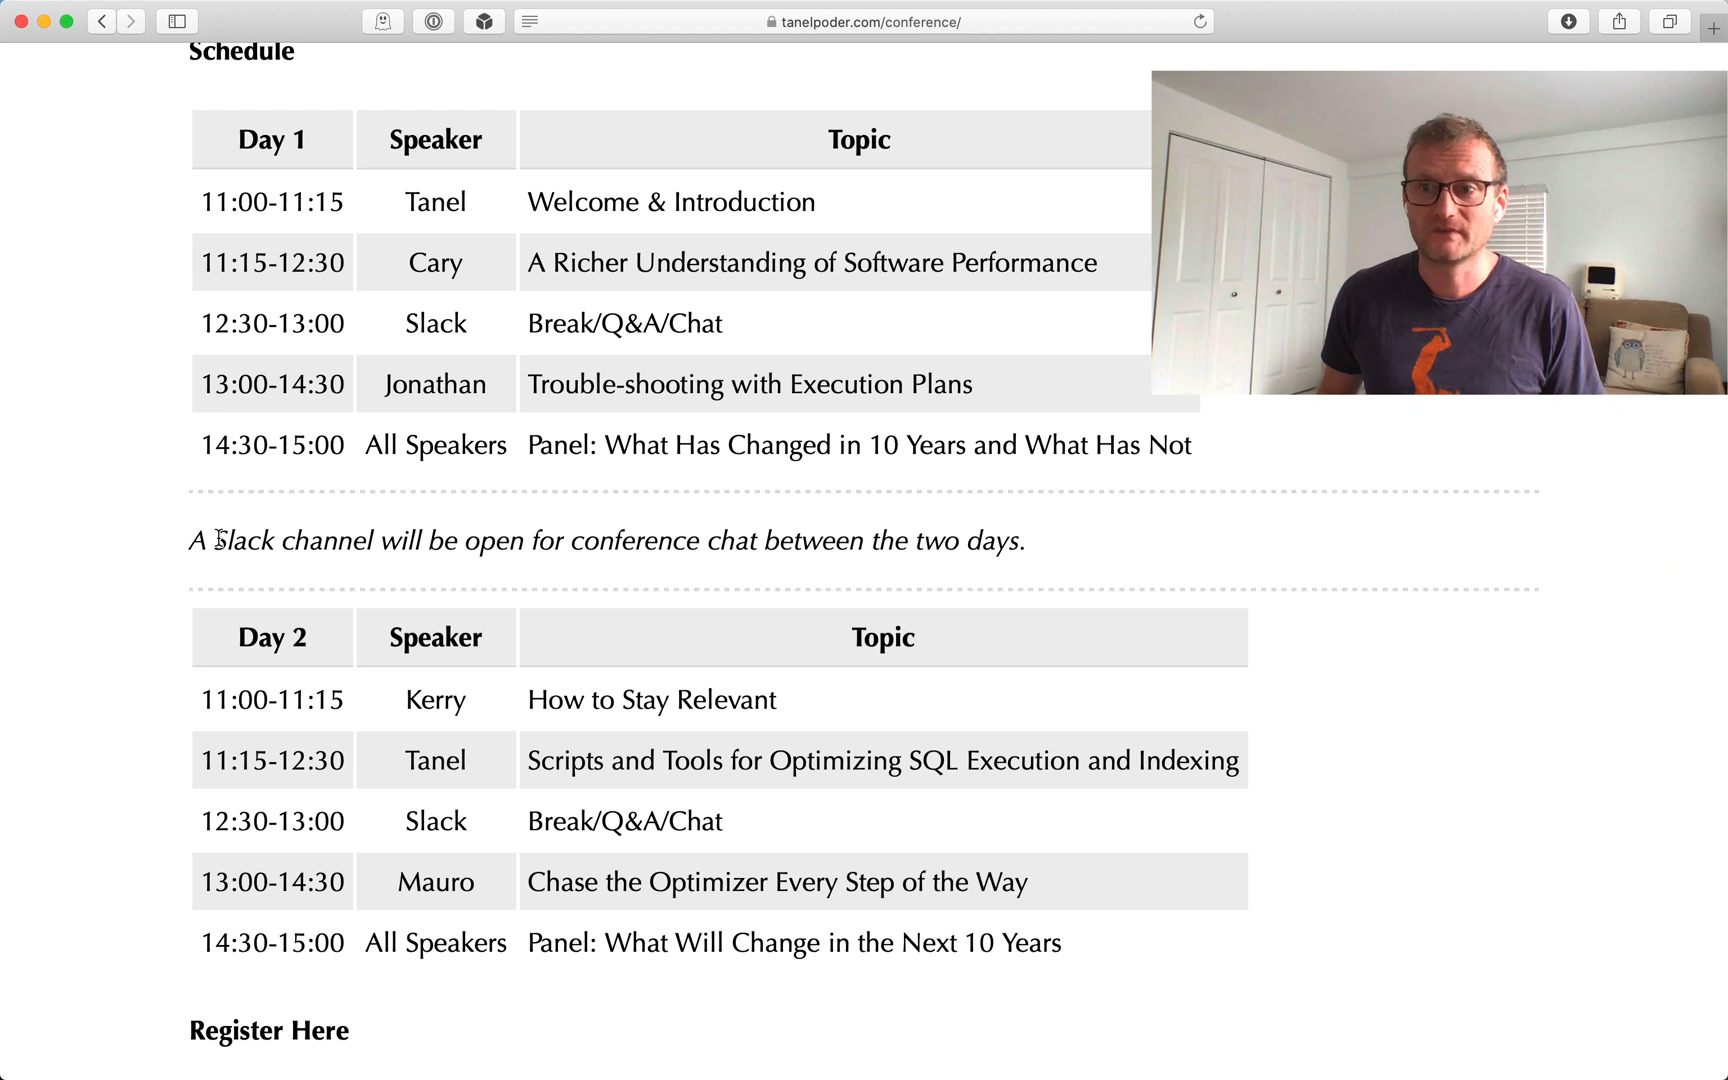 tanelpoder.com/conference/
Schedule
Day 1 Speaker Topic
11:00-11:15 Tanel Welcome & Introduction
11:15-12:30 Cary A Richer Understanding of Software Performance
12:30-13:00 Slack Break/Q&A/Chat
13:00-14:30 Jonathan Trouble-shooting with Execution Plans
14:30-15:00 All Speakers Panel: What Has Changed in 10 Years and What Has Not
A Slack channel will be open for conference chat between the two days.
Day 2 Speaker Topic
11:00-11:15 Kerry How to Stay Relevant
11:15-12:30 Tanel Scripts and Tools for Optimizing SQL Execution and Indexing
12:30-13:00 Slack Break/Q&A/Chat
13:00-14:30 Mauro Chase the Optimizer Every Step of the Way
14:30-15:00 All Speakers Panel: What Will Change in the Next 10 Years
Register Here